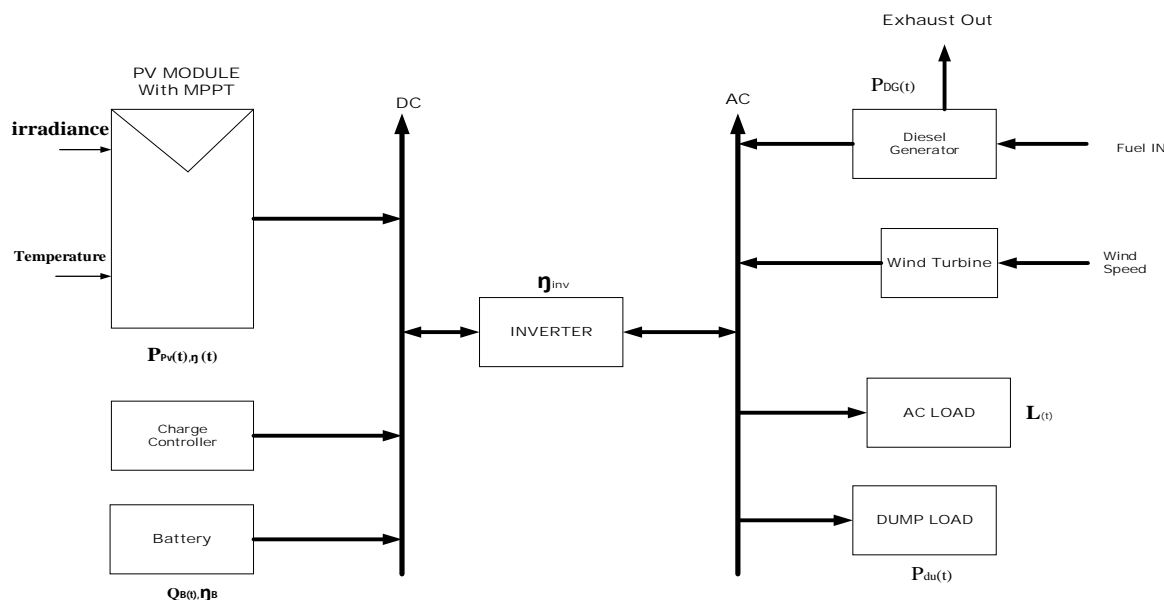 Exhaust Out
PV MODULE
With MPPT
PDG(t)
DC
AC
irradiance
Diesel
Generator
Fuel IN
Temperature
Wind Turbine
Wind
Speed
ηinv
INVERTER
PPv(t),η(t)
AC LOAD
L(t)
Charge
Controller
DUMP LOAD
Battery
Pdu(t)
QB(t),ηB